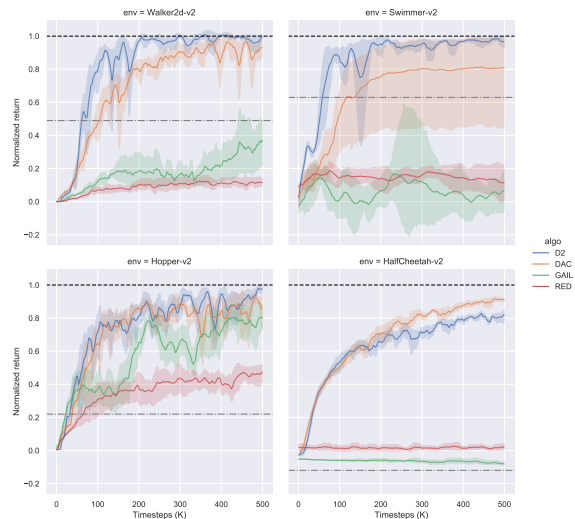 env = Walker2d-v2
env = Swimmer-v2
1.0
0.8
0.6
0.4
0.2
0.0
−0.2
Normalized return
env = Hopper-v2
env = HalfCheetah-v2
algo
D2
DAC
GAIL
RED
1.0
0.8
0.6
0.4
0.2
0.0
−0.2
Normalized return
0 100 200 300 400 500
0 100 200 300 400 500
Timesteps (K)
Timesteps (K)